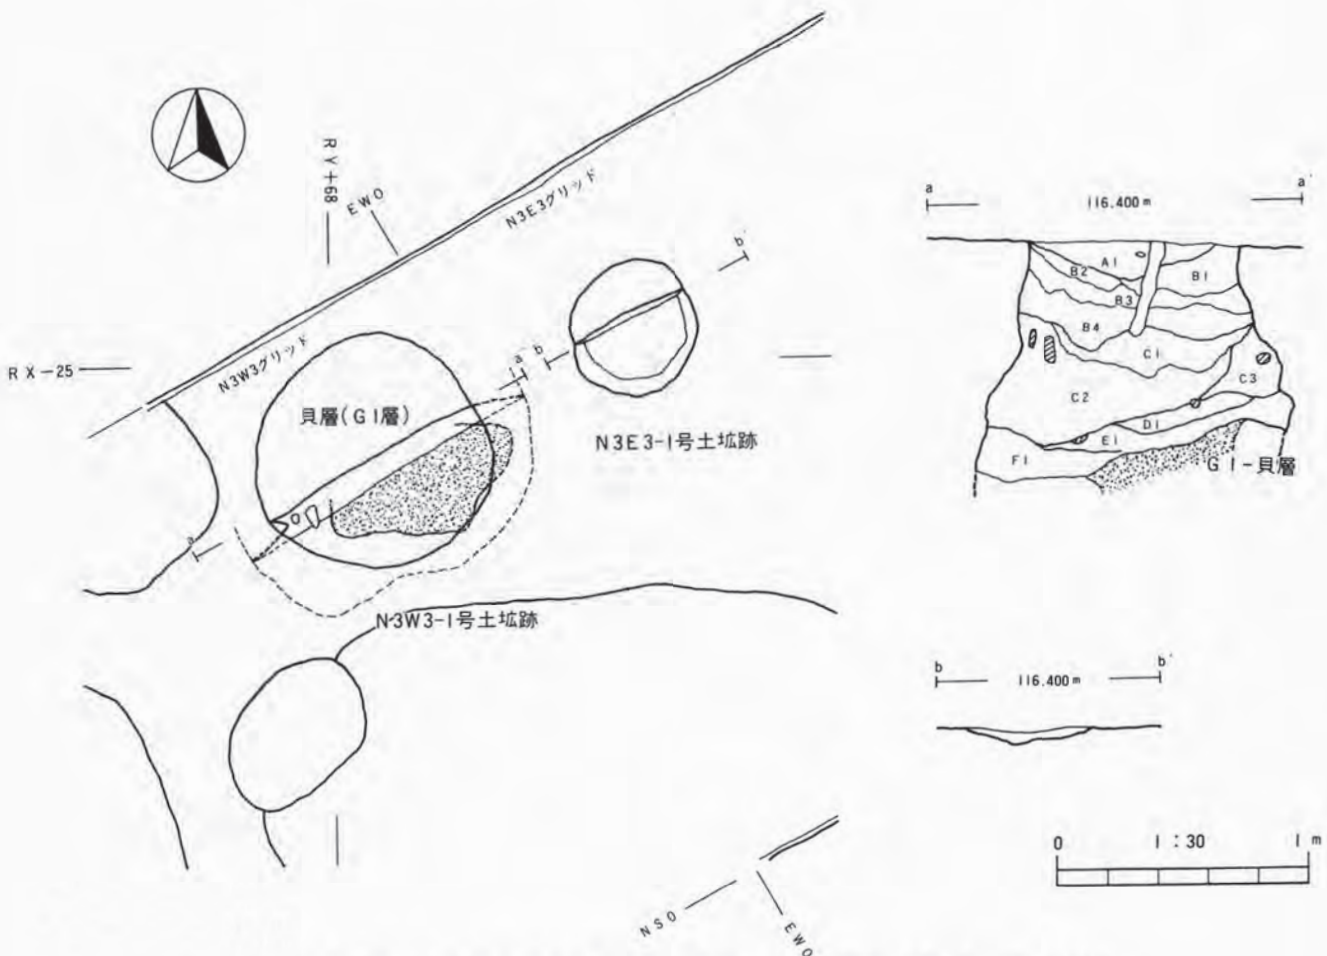 RY+68
EWO
N3E3グリッド
b
b'
a'
RX-25
N3W3グリッド
貝層(GI層)
N3E3-1号土拡跡
a
N3W3-1号土拡跡
NSO
EWO
a
116.400m
a'
A1
B2
B1
B3
B4
C1
C2
C3
D1
E1
F1
G1-貝層
b
116.400m
b'
0 1:30 1m